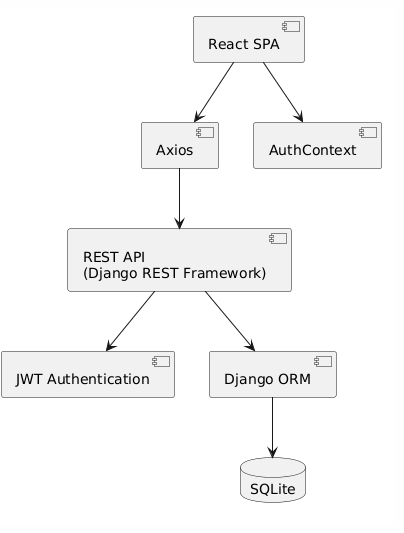 React SPA
Axios
AuthContext
REST API
(Django REST Framework)
JWT Authentication
Django ORM
SQLite